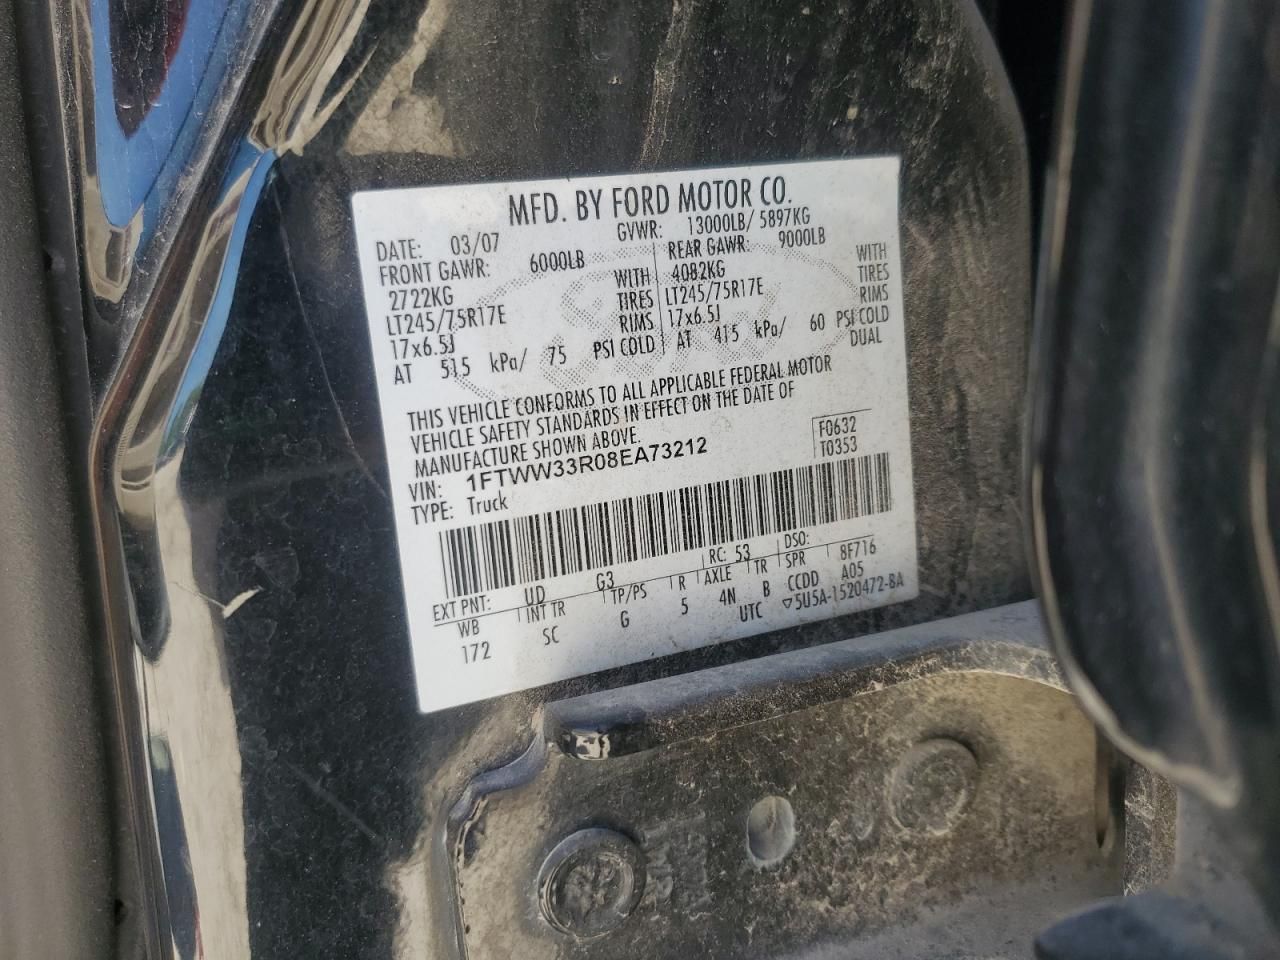 MFD. BY FORD MOTOR CO.
DATE: 03/07 GVWR: 13000LB/ 5897KG
FRONT GAWR: 6000LB REAR GAWR: 9000LB
2722KG WITH 4082KG WITH
LT245/75R17E TIRES LT245/75R17E TIRES
17x6.5J RIMS 17x6.5J RIMS
AT 515 kPa/ 75 PSI COLD AT 415 kPa/ 60 PSI COLD
DUAL
THIS VEHICLE CONFORMS TO ALL APPLICABLE FEDERAL MOTOR
VEHICLE SAFETY STANDARDS IN EFFECT ON THE DATE OF
MANUFACTURE SHOWN ABOVE.
VIN: 1FTWW33R08EA73212
TYPE: Truck
F0632
T0353
EXT PNT: UD G3 RC: 53 DSO:
WB INT TR TP/PS R AXLE TR SPR 8F716
172 SC G 5 4N B CCDD A05
UTC ▽5U5A-1520472-BA